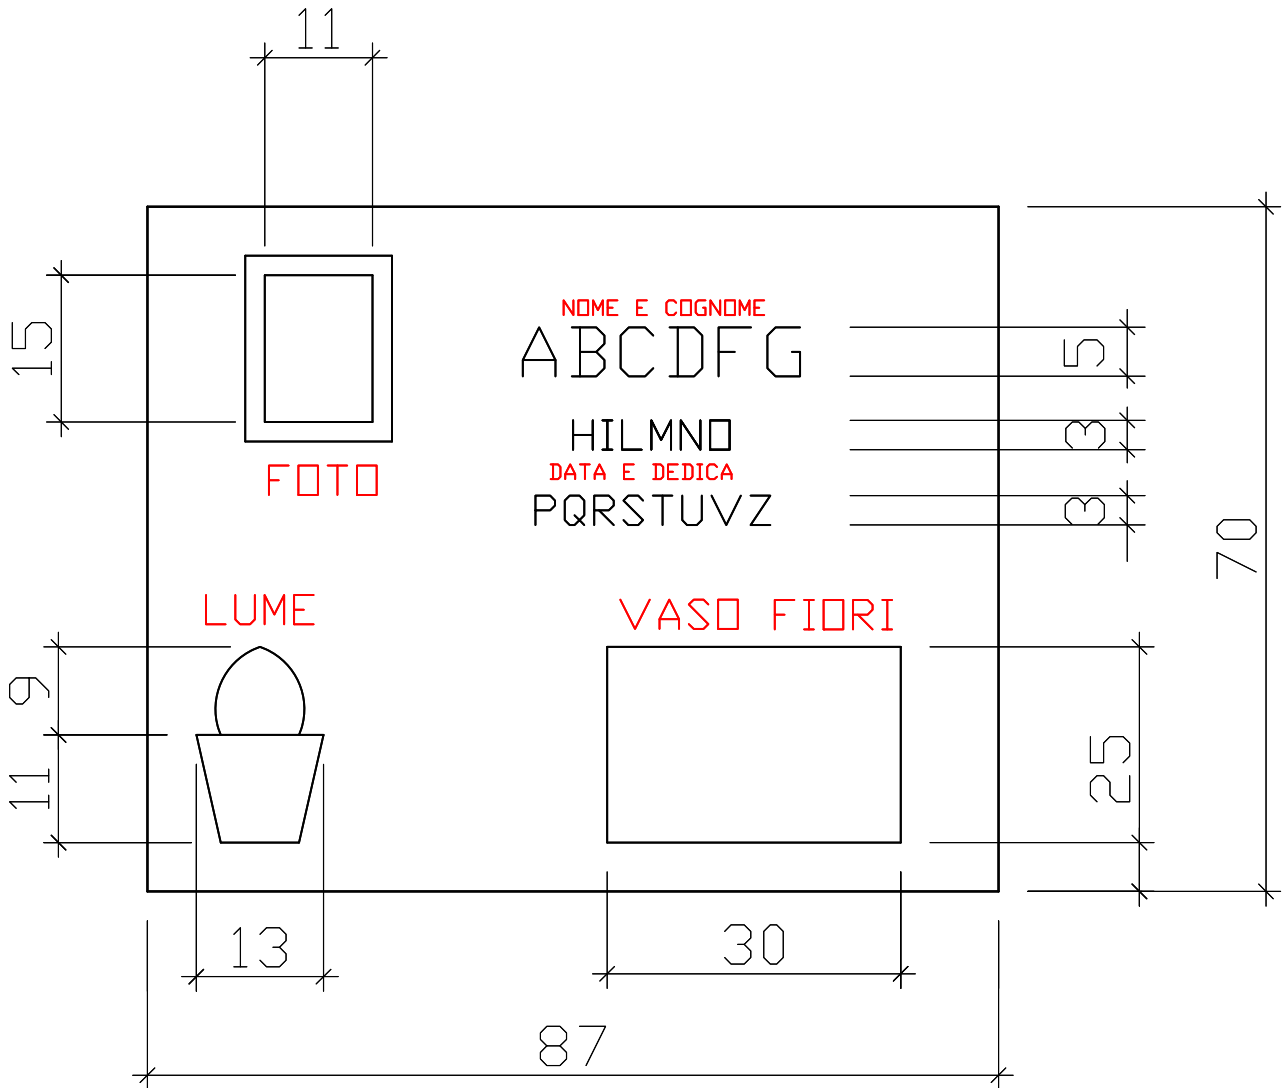 11
15
NOME E COGNOME
ABCDFG
5
HILMNO
3
FOTO
DATA E DEDICA
PQRSTUVZ
3
70
LUME
VASO FIORI
9
11
25
13
30
87